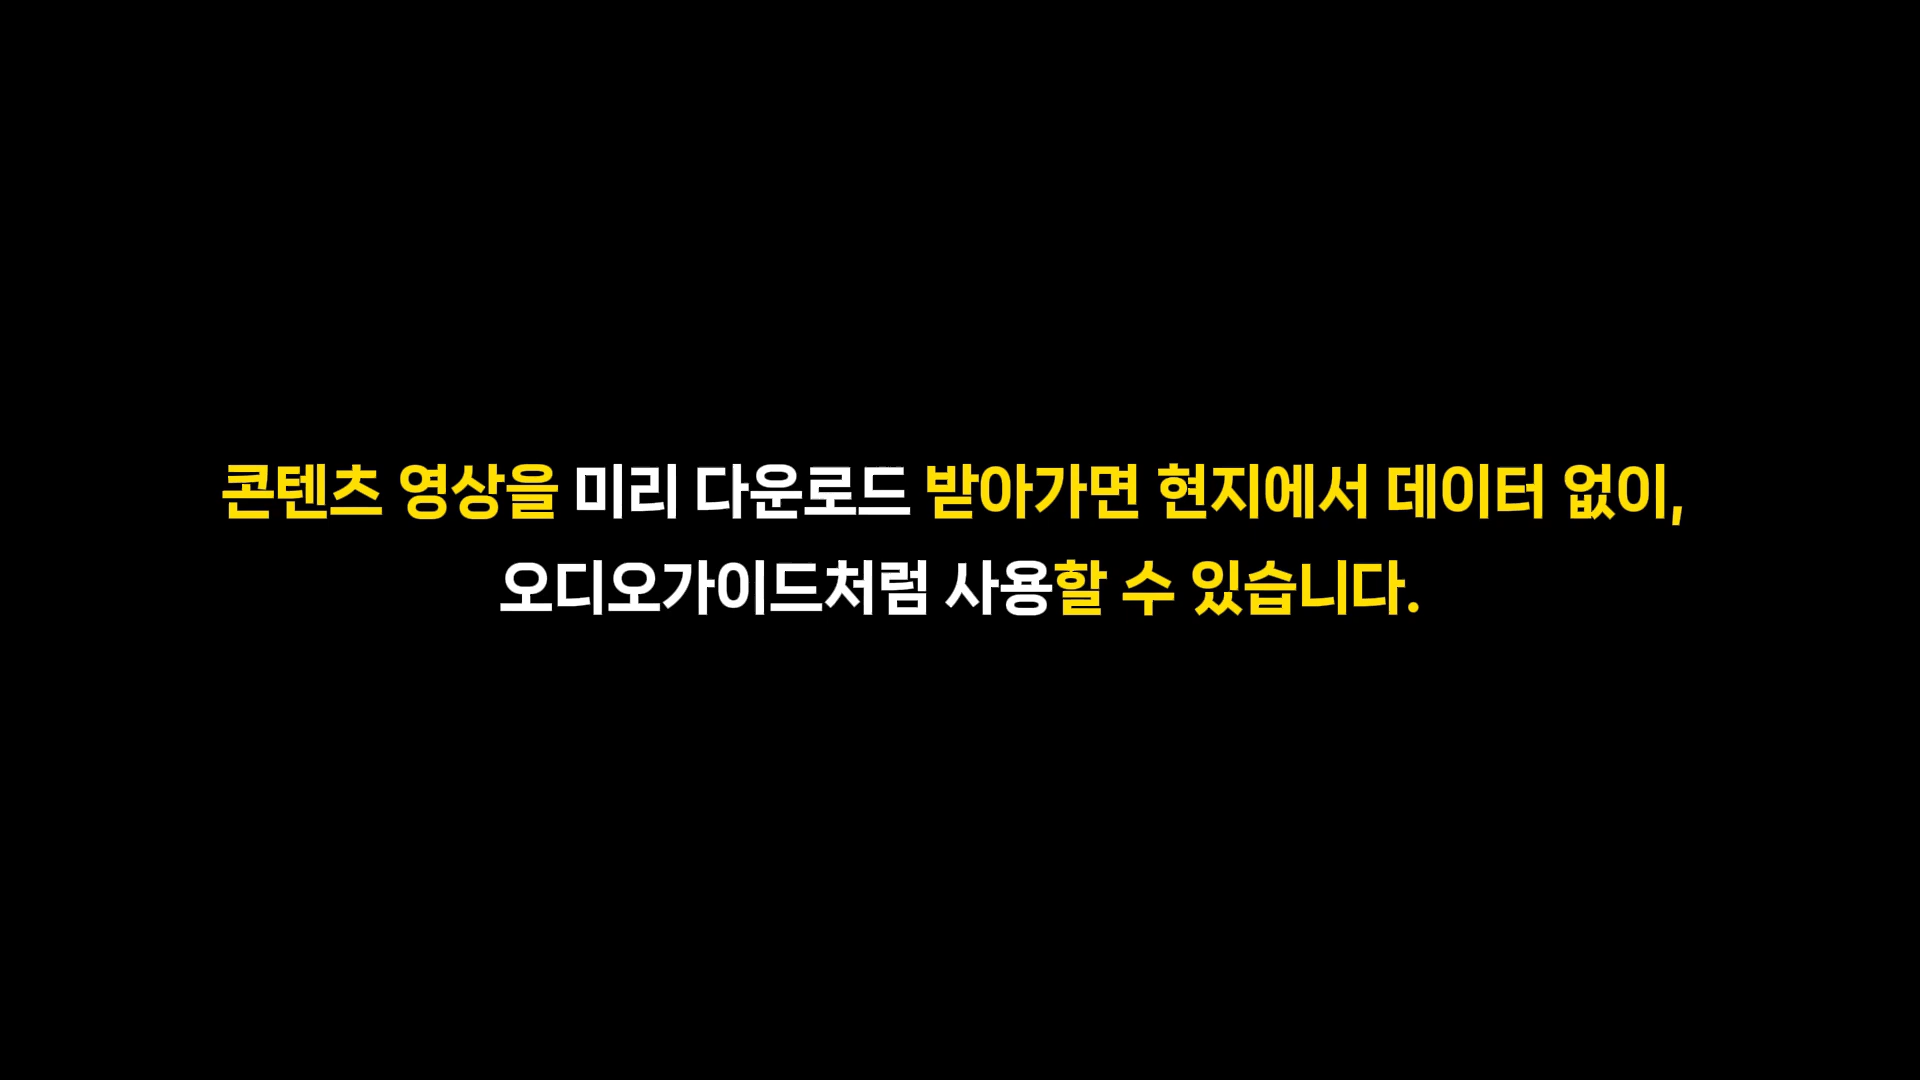 콘텐츠 영상을 미리 다운로드 받아가면 현지에서 데이터 없이,
오디오가이드처럼 사용할 수 있습니다.